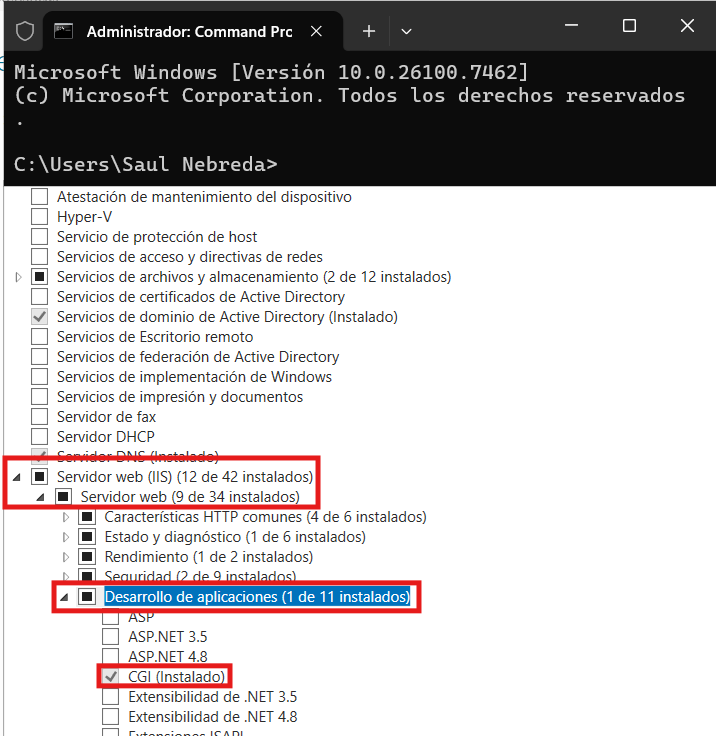 Administrador: Command Pro
Microsoft Windows [Versión 10.0.26100.7462]
(c) Microsoft Corporation. Todos los derechos reservados
.
C:\Users\Saul Nebreda>
Atestación de mantenimiento del dispositivo
Hyper-V
Servicio de protección de host
Servicios de acceso y directivas de redes
Servicios de archivos y almacenamiento (2 de 12 instalados)
Servicios de certificados de Active Directory
Servicios de dominio de Active Directory (Instalado)
Servicios de Escritorio remoto
Servicios de federación de Active Directory
Servicios de implementación de Windows
Servicios de impresión y documentos
Servidor de fax
Servidor DHCP
Servidor DNS (Instalado)
Servidor web (IIS) (12 de 42 instalados)
Servidor web (9 de 34 instalados)
Características HTTP comunes (4 de 6 instalados)
Estado y diagnóstico (1 de 6 instalados)
Rendimiento (1 de 2 instalados)
Seguridad (2 de 9 instalados)
Desarrollo de aplicaciones (1 de 11 instalados)
ASP
ASP.NET 3.5
ASP.NET 4.8
CGI (Instalado)
Extensibilidad de .NET 3.5
Extensibilidad de .NET 4.8
Extensiones ISAPI